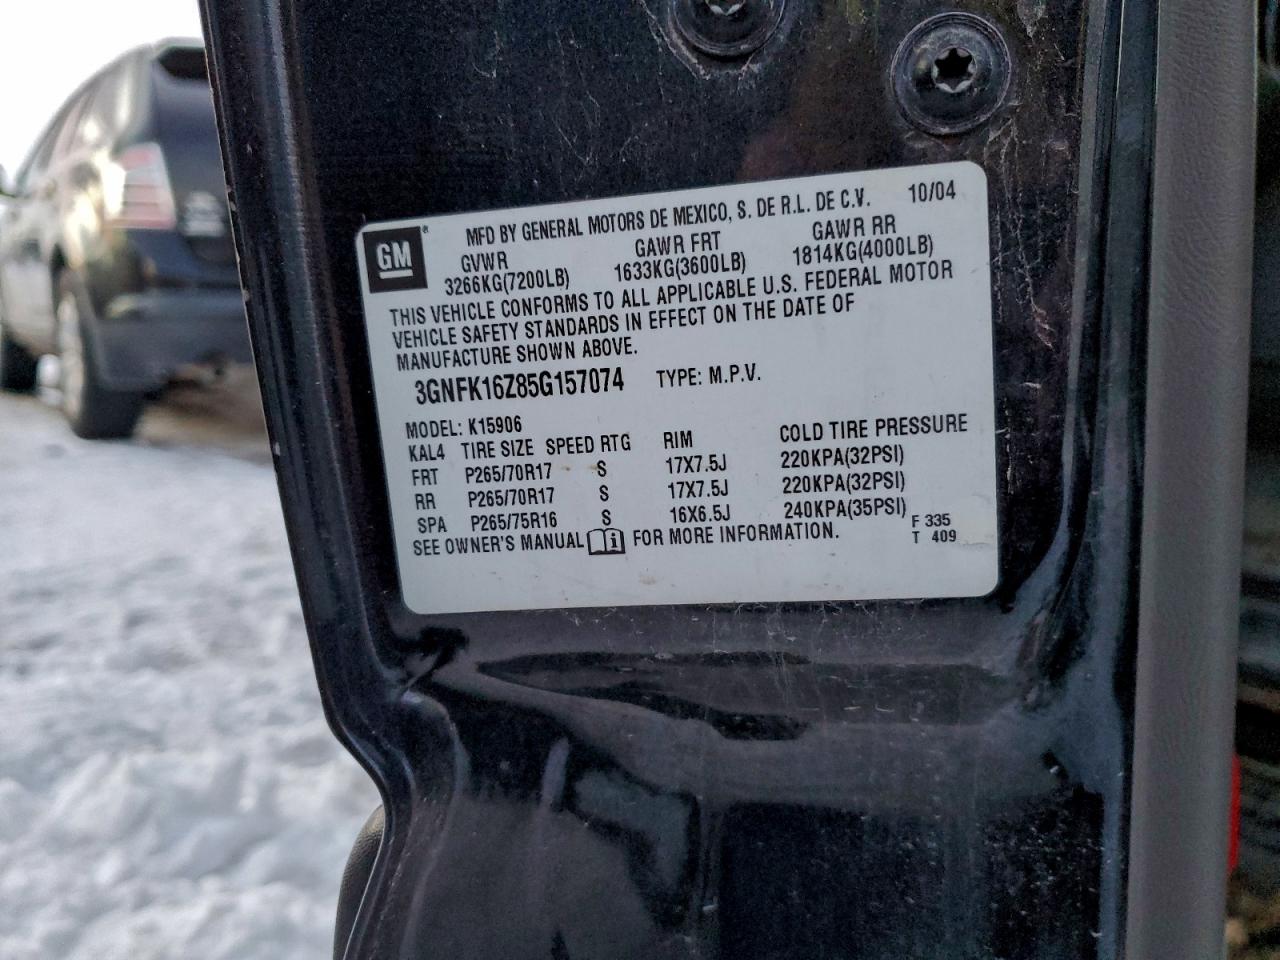 GM® MFD BY GENERAL MOTORS DE MEXICO, S. DE R.L. DE C.V. 10/04
GVWR GAWR FRT GAWR RR
3266KG(7200LB) 1633KG(3600LB) 1814KG(4000LB)
THIS VEHICLE CONFORMS TO ALL APPLICABLE U.S. FEDERAL MOTOR
VEHICLE SAFETY STANDARDS IN EFFECT ON THE DATE OF
MANUFACTURE SHOWN ABOVE.
3GNFK16Z85G157074 TYPE: M.P.V.
MODEL: K15906
KAL4 TIRE SIZE SPEED RTG RIM COLD TIRE PRESSURE
FRT P265/70R17 S 17X7.5J 220KPA(32PSI)
RR P265/70R17 S 17X7.5J 220KPA(32PSI)
SPA P265/75R16 S 16X6.5J 240KPA(35PSI)
SEE OWNER'S MANUAL FOR MORE INFORMATION.
F 335
T 409